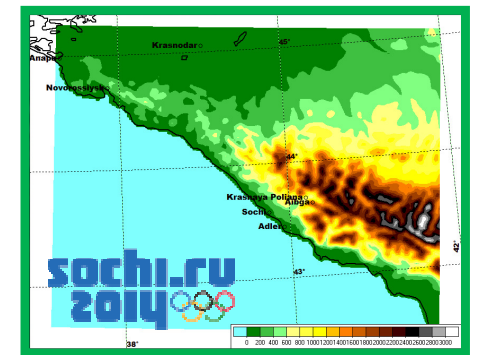 Krasnodar
45°
Anapa
Novorossiysk
44°
Krasnaya Poliana
Aibga
Sochi
Adler
42°
43°
sochi.ru
2014
38°
0 200 400 600 800 1000 1200 1400 1600 1800 2000 2200 2400 2600 2800 3000